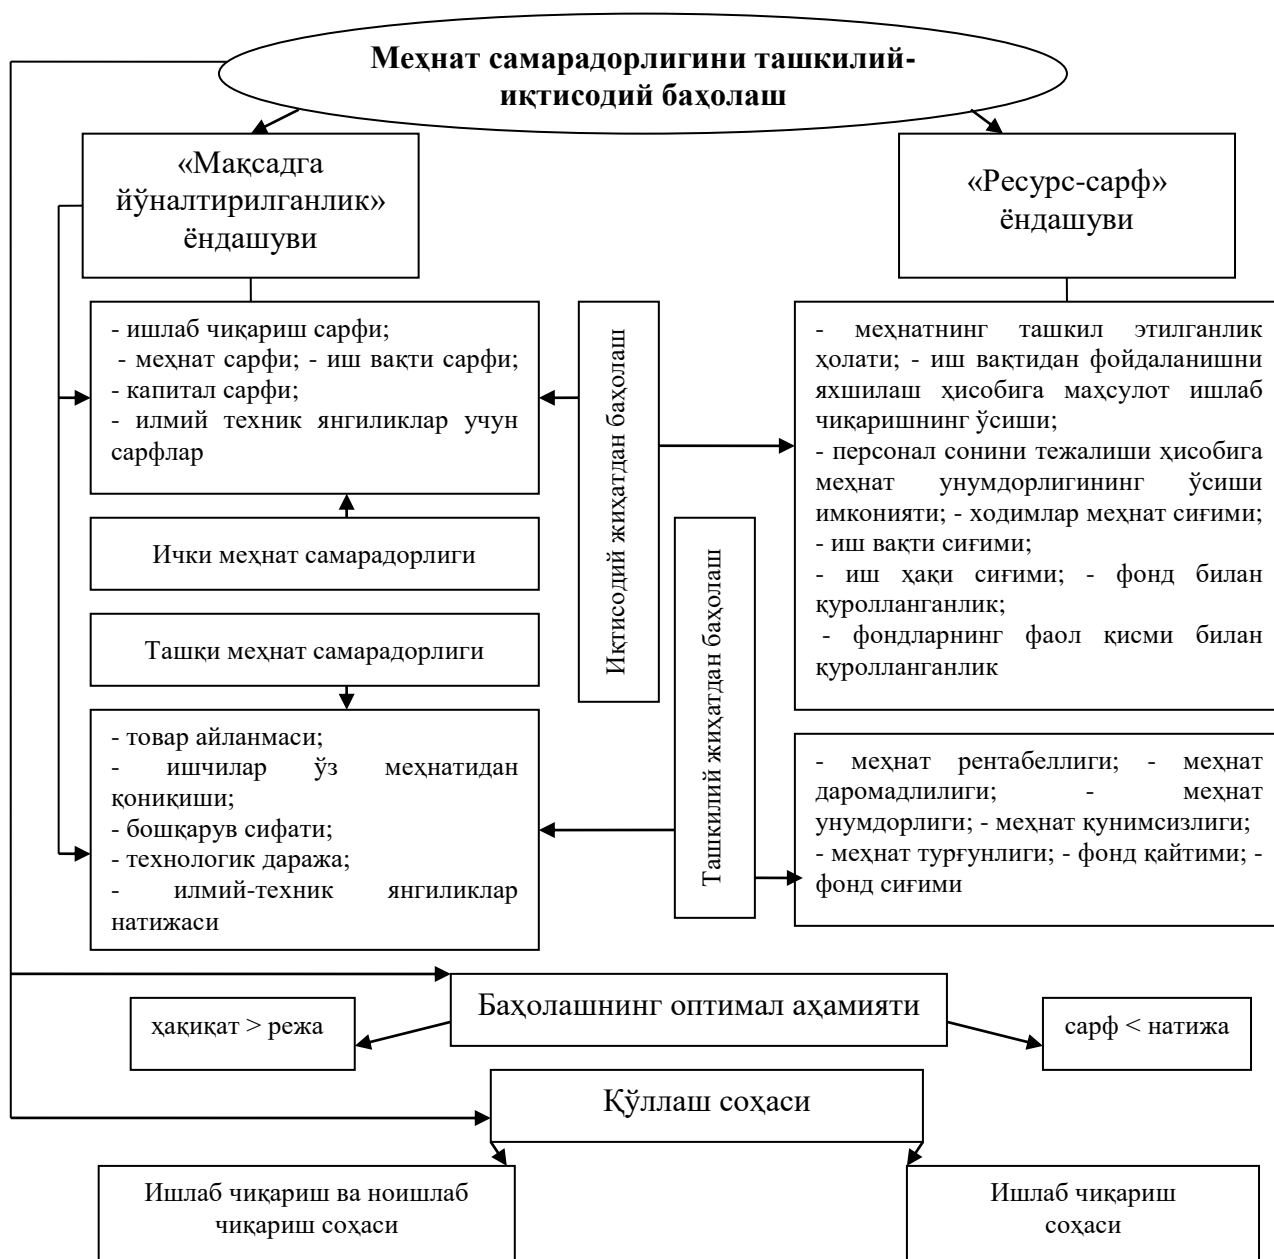 Меҳнат самарадорлигини ташкилий-
иқтисодий баҳолаш
«Мақсадга
йўналтирилганлик»
ёндашуви
«Ресурс-сарф»
ёндашуви
- ишлаб чиқариш сарфи;
- меҳнат сарфи; - иш вақти сарфи;
- капитал сарфи;
- илмий техник янгиликлар учун
сарфлар
Ички меҳнат самарадорлиги
Ташқи меҳнат самарадорлиги
- товар айланмаси;
- ишчилар ўз меҳнатидан
қониқиши;
- бошқарув сифати;
- технологик даража;
- илмий-техник янгиликлар
натижаси
Иқтисодий жиҳатдан баҳолаш
Ташкилий жиҳатдан баҳолаш
- меҳнатнинг ташкил этилганлик
ҳолати; - иш вақтидан фойдаланишни
яхшилаш ҳисобига маҳсулот ишлаб
чиқаришнинг ўсиши;
- персонал сонини тежалиши ҳисобига
меҳнат унумдорлигининг ўсиши
имконияти; - ходимлар меҳнат сиғими;
- иш вақти сиғими;
- иш ҳақи сиғими; - фонд билан
қуролланганлик;
- фондларнинг фаол қисми билан
қуролланганлик
- меҳнат рентабеллиги; - меҳнат
даромадлилиги; - меҳнат
унумдорлиги; - меҳнат қунимсизлиги;
- меҳнат турғунлиги; - фонд қайтими; -
фонд сиғими
Баҳолашнинг оптимал аҳамияти
ҳақиқат > режа
сарф < натижа
Қўллаш соҳаси
Ишлаб чиқариш ва ноишлаб
чиқариш соҳаси
Ишлаб чиқариш
соҳаси